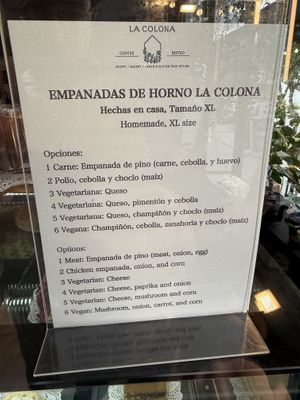 LA COLONA
COFFEE BISTRO
EMPANADAS DE HORNO LA COLONA
Hechas en casa, Tamaño XL
Homemade, XL size
Opciones:
1 Carne: Empanada de pino (carne, cebolla, y huevo)
2 Pollo, cebolla y choclo (maíz)
3 Vegetariana: Queso
4 Vegetariana: Queso, pimentón y cebolla
5 Vegetariana: Queso, champiñón y choclo (maíz)
6 Vegana: Champiñón, cebolla, zanahoria y choclo (maíz)
Options:
1 Meat: Empanada de pino (meat, onion, egg)
2 Chicken empanada, onion, and corn
3 Vegetarian: Cheese
4 Vegetarian: Cheese, paprika and onion
5 Vegetarian: Cheese, mushroom and corn
6 Vegan: Mushroom, onion, carrot, and corn